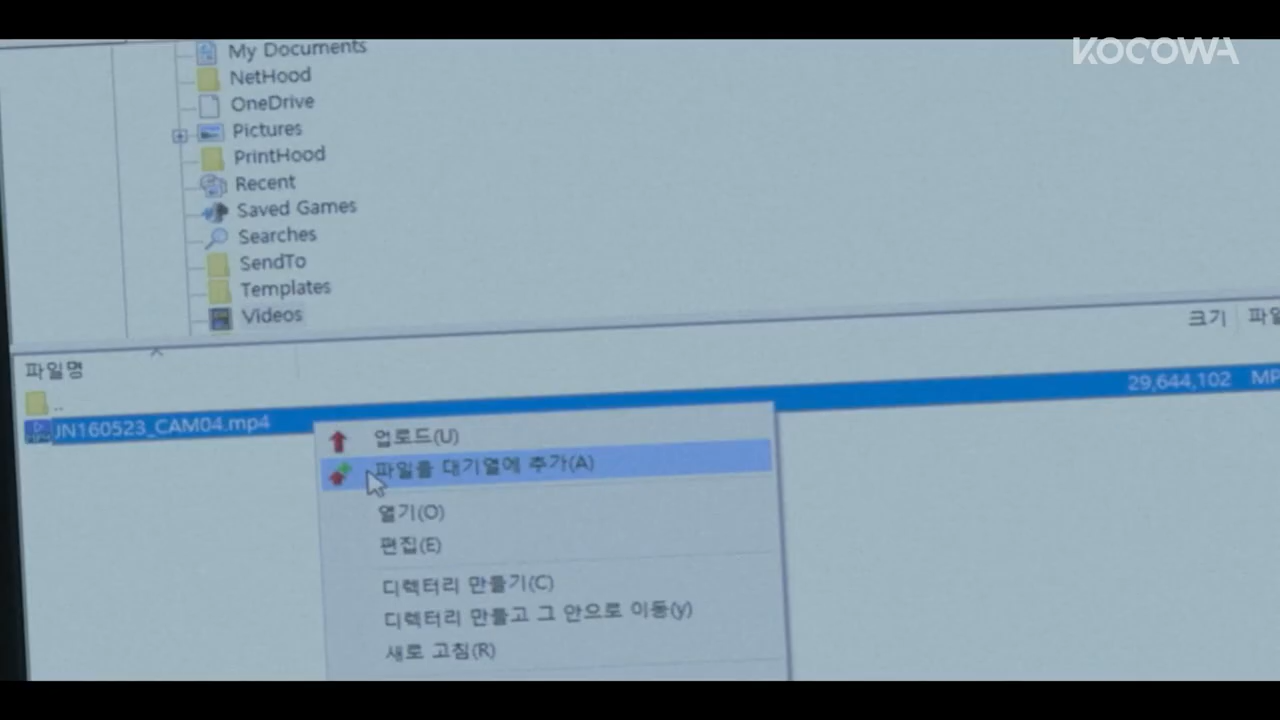 KOCOWA
My Documents
NetHood
OneDrive
Pictures
PrintHood
Recent
Saved Games
Searches
SendTo
Templates
Videos
파일명
크기
파일
..
JN160523_CAM04.mp4
29,644,102
MP
업로드(U)
파일을 대기열에 추가(A)
열기(O)
편집(E)
디렉터리 만들기(C)
디렉터리 만들고 그 안으로 이동(y)
새로 고침(R)